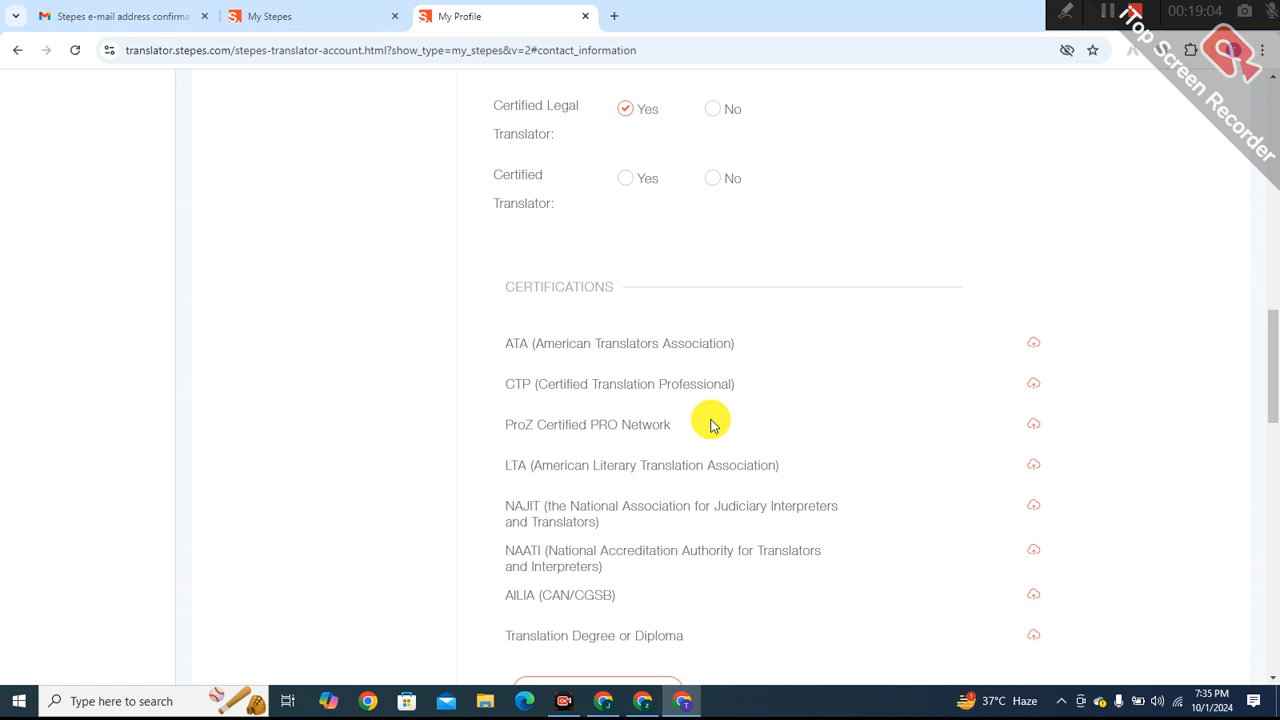 Stepes e-mail address confirma
My Stepes
My Profile
00:19:04
translator.stepes.com/stepes-translator-account.html?show_type=my_stepes&v=2#contact_information
iTop Screen Recorder
Certified Legal
Translator:
Yes
No
Certified
Translator:
Yes
No
CERTIFICATIONS
ATA (American Translators Association)
CTP (Certified Translation Professional)
ProZ Certified PRO Network
LTA (American Literary Translation Association)
NAJIT (the National Association for Judiciary Interpreters
and Translators)
NAATI (National Accreditation Authority for Translators
and Interpreters)
AILIA (CAN/CGSB)
Translation Degree or Diploma
Type here to search
37°C Haze
7:35 PM
10/1/2024